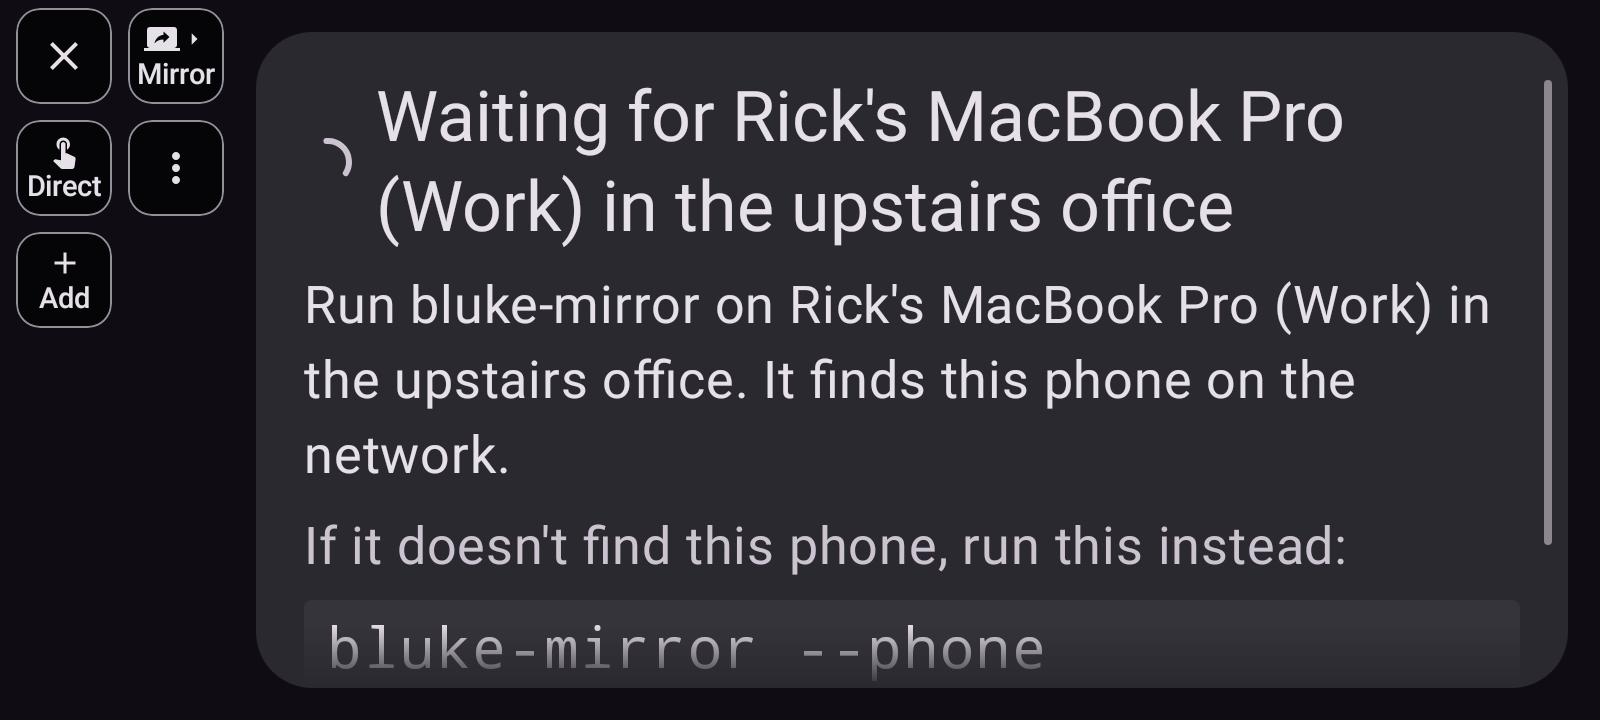 Mirror
Direct
Add
Waiting for Rick's MacBook Pro
(Work) in the upstairs office
Run bluke-mirror on Rick's MacBook Pro (Work) in
the upstairs office. It finds this phone on the
network.
If it doesn't find this phone, run this instead:
bluke-mirror --phone